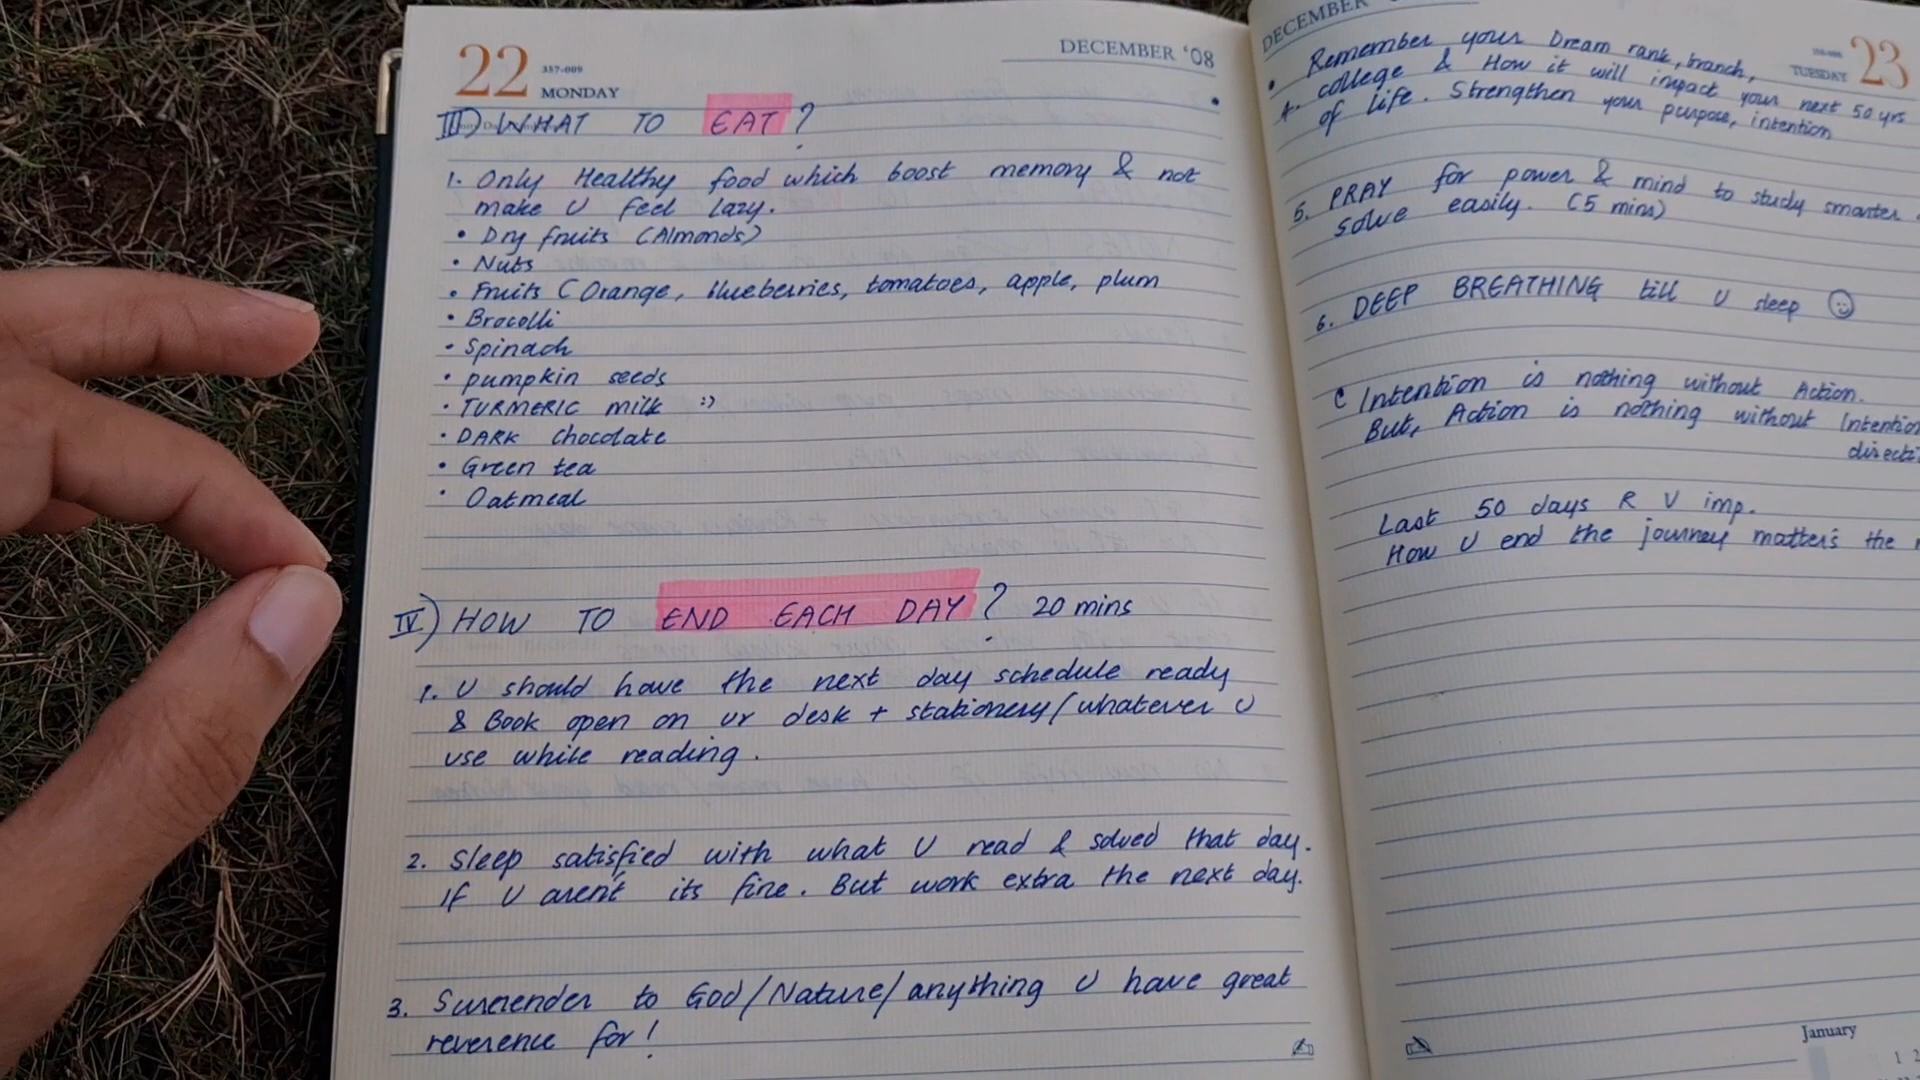 22
357-009
MONDAY
DECEMBER '08
III) WHAT TO EAT ?
1. Only Healthy food which boost memory & not
make U feel lazy.
• Dry fruits (Almonds)
• Nuts
• Fruits (Orange, blueberries, tomatoes, apple, plum
• Brocolli
• Spinach
• pumpkin seeds
• TURMERIC milk :)
• DARK chocolate
• Green tea
• Oatmeal
IV) HOW TO END EACH DAY ? 20 mins
1. U should have the next day schedule ready
& Book open on ur desk + stationery/whatever U
use while reading.
2. Sleep satisfied with what U read & solved that day.
If U aren't its fine. But work extra the next day.
3. Surrender to God/Nature/anything U have great
reverence for!
DECEMBER
TUESDAY
23
• Remember your Dream rank, branch,
4. college & How it will impact your next 50 yrs
of life. Strengthen your purpose, intention
5. PRAY for power & mind to study smarter
solve easily. (5 mins)
6. DEEP BREATHING till U sleep ☺
Intention is nothing without Action.
But, Action is nothing without Intention
Last 50 days R V imp.
How U end the journey matter's the
January
1 2